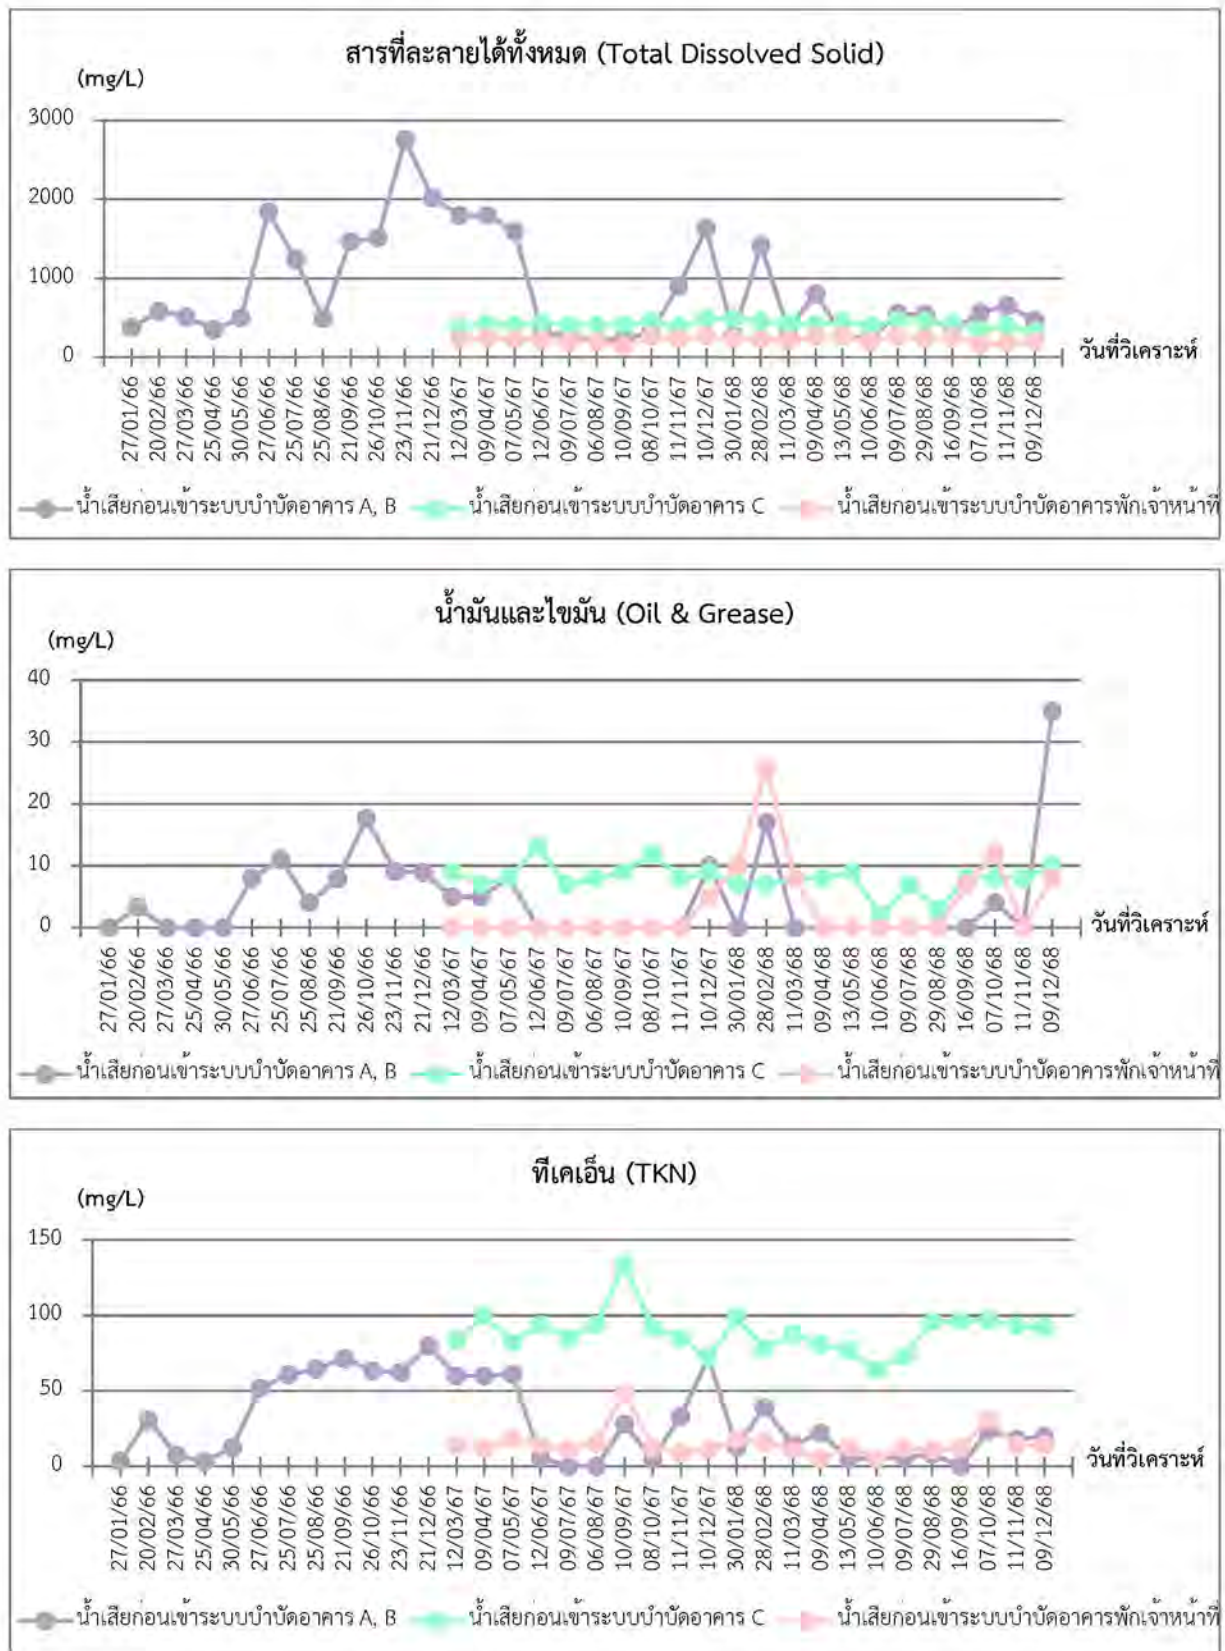 สารที่ละลายได้ทั้งหมด (Total Dissolved Solid)
(mg/L)
3000
2000
1000
0
วันที่วิเคราะห์
27/01/66 20/02/66 27/03/66 25/04/66 30/05/66 27/06/66 25/07/66 25/08/66 21/09/66 26/10/66 23/11/66 21/12/66 12/03/67 09/04/67 07/05/67 12/06/67 09/07/67 06/08/67 10/09/67 08/10/67 11/11/67 10/12/67 30/01/68 28/02/68 11/03/68 09/04/68 13/05/68 10/06/68 09/07/68 29/08/68 16/09/68 07/10/68 11/11/68 09/12/68
น้ำเสียก่อนเข้าระบบบำบัดอาคาร A, B น้ำเสียก่อนเข้าระบบบำบัดอาคาร C น้ำเสียก่อนเข้าระบบบำบัดอาคารพักเจ้าหน้าที่
น้ำมันและไขมัน (Oil & Grease)
(mg/L)
40
30
20
10
0
วันที่วิเคราะห์
27/01/66 20/02/66 27/03/66 25/04/66 30/05/66 27/06/66 25/07/66 25/08/66 21/09/66 26/10/66 23/11/66 21/12/66 12/03/67 09/04/67 07/05/67 12/06/67 09/07/67 06/08/67 10/09/67 08/10/67 11/11/67 10/12/67 30/01/68 28/02/68 11/03/68 09/04/68 13/05/68 10/06/68 09/07/68 29/08/68 16/09/68 07/10/68 11/11/68 09/12/68
น้ำเสียก่อนเข้าระบบบำบัดอาคาร A, B น้ำเสียก่อนเข้าระบบบำบัดอาคาร C น้ำเสียก่อนเข้าระบบบำบัดอาคารพักเจ้าหน้าที่
ทีเคเอ็น (TKN)
(mg/L)
150
100
50
0
วันที่วิเคราะห์
27/01/66 20/02/66 27/03/66 25/04/66 30/05/66 27/06/66 25/07/66 25/08/66 21/09/66 26/10/66 23/11/66 21/12/66 12/03/67 09/04/67 07/05/67 12/06/67 09/07/67 06/08/67 10/09/67 08/10/67 11/11/67 10/12/67 30/01/68 28/02/68 11/03/68 09/04/68 13/05/68 10/06/68 09/07/68 29/08/68 16/09/68 07/10/68 11/11/68 09/12/68
น้ำเสียก่อนเข้าระบบบำบัดอาคาร A, B น้ำเสียก่อนเข้าระบบบำบัดอาคาร C น้ำเสียก่อนเข้าระบบบำบัดอาคารพักเจ้าหน้าที่